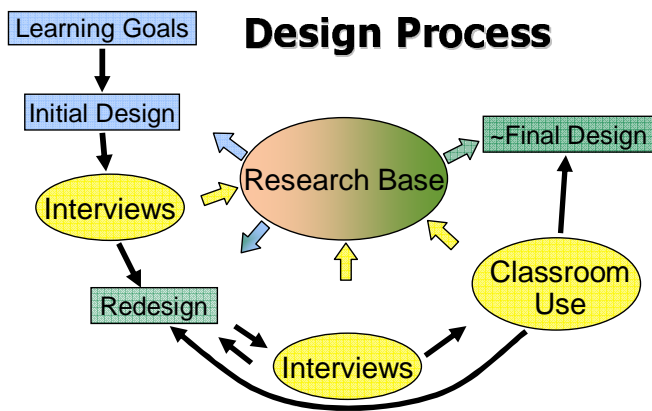 Learning Goals
Design Process
Initial Design
~Final Design
Research Base
Interviews
Classroom
Use
Redesign
Interviews